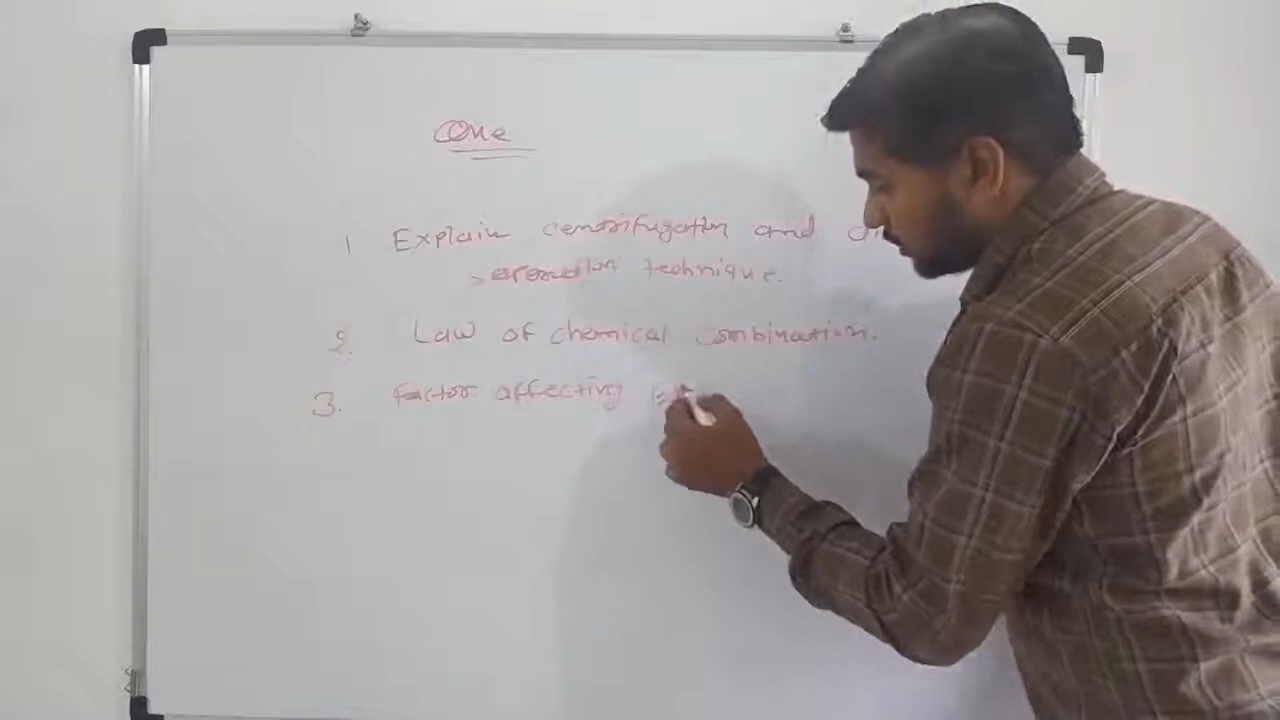 One
1 Explain centrifugation and
separation technique.
2. Law of chemical combination.
3. factor affecting